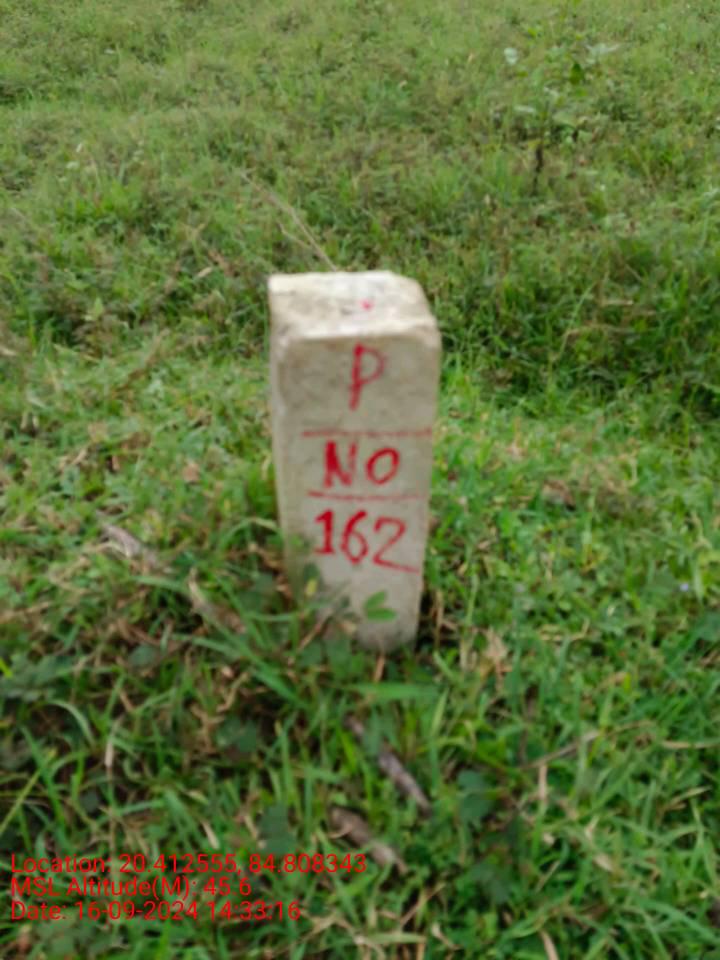 P
NO
162
Location: 20.412555, 84.808343
MSL Altitude(M): 45.6
Date: 16-09-2024 14:33:16